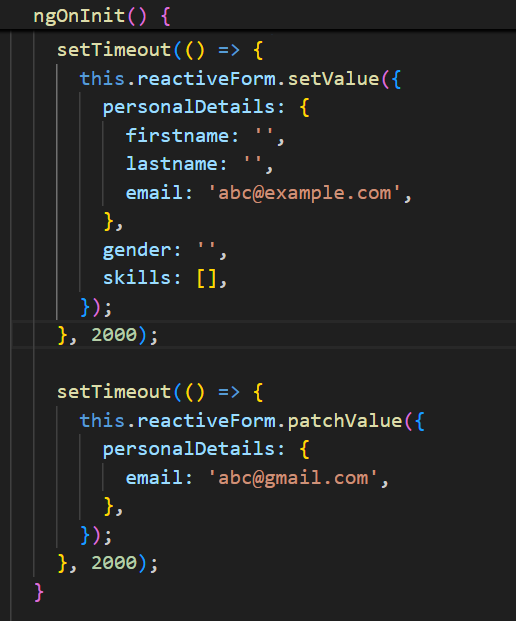 ngOnInit() {
setTimeout(() => {
this.reactiveForm.setValue({
personalDetails: {
firstname: '',
lastname: '',
email: 'abc@example.com',
},
gender: '',
skills: [],
});
}, 2000);
setTimeout(() => {
this.reactiveForm.patchValue({
personalDetails: {
email: 'abc@gmail.com',
},
});
}, 2000);
}